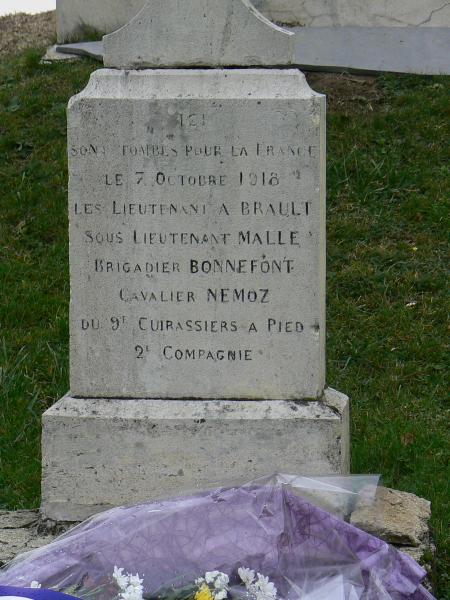 ICI
SONT TOMBÉS POUR LA FRANCE
LE 7 OCTOBRE 1918
LES LIEUTENANT A BRAULT
SOUS LIEUTENANT MALLE
BRIGADIER BONNEFONT
CAVALIER NEMOZ
DU 9E CUIRASSIERS A PIED
2E COMPAGNIE